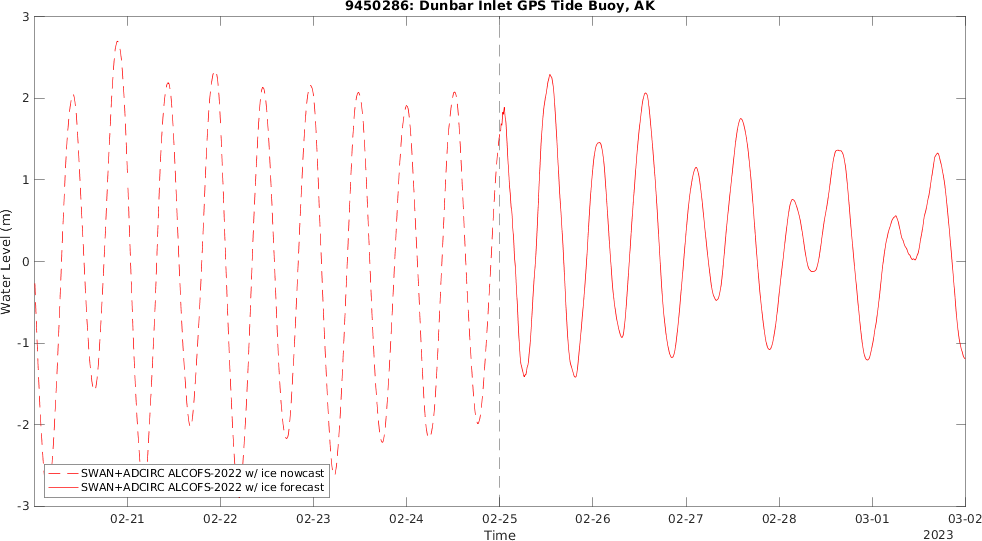 9450286: Dunbar Inlet GPS Tide Buoy, AK
3
2
1
0
-1
-2
-3
Water Level (m)
SWAN+ADCIRC ALCOFS-2022 w/ ice nowcast
SWAN+ADCIRC ALCOFS-2022 w/ ice forecast
02-21 02-22 02-23 02-24 02-25 02-26 02-27 02-28 03-01 03-02
Time 2023